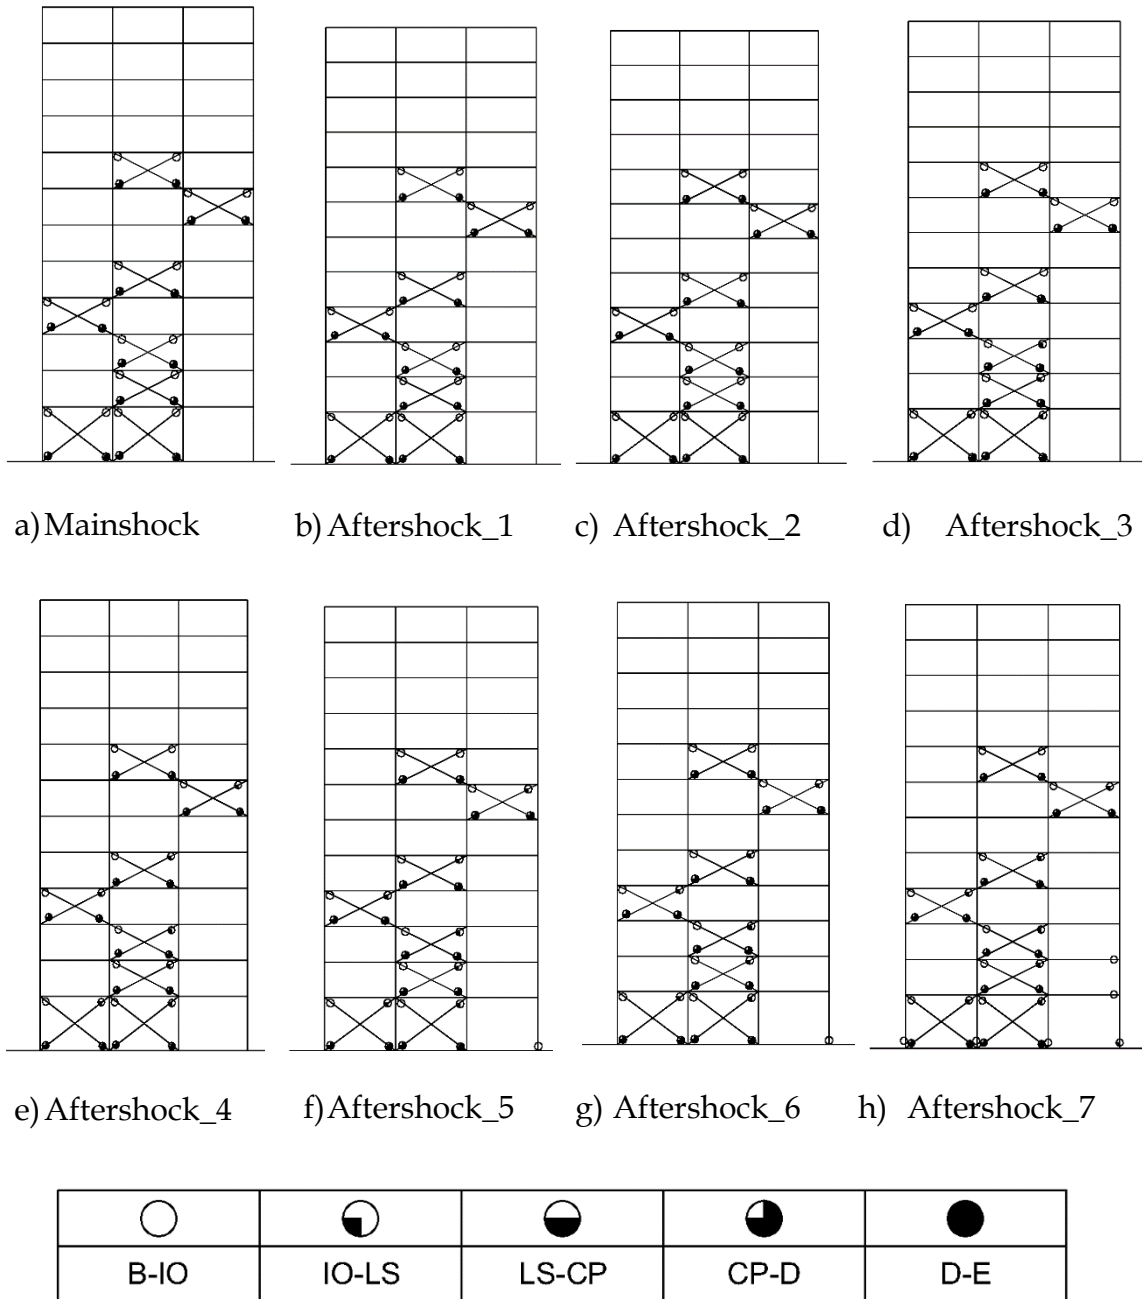 a) Mainshock b) Aftershock_1 c) Aftershock_2 d) Aftershock_3
e) Aftershock_4 f) Aftershock_5 g) Aftershock_6 h) Aftershock_7
B-IO IO-LS LS-CP CP-D D-E